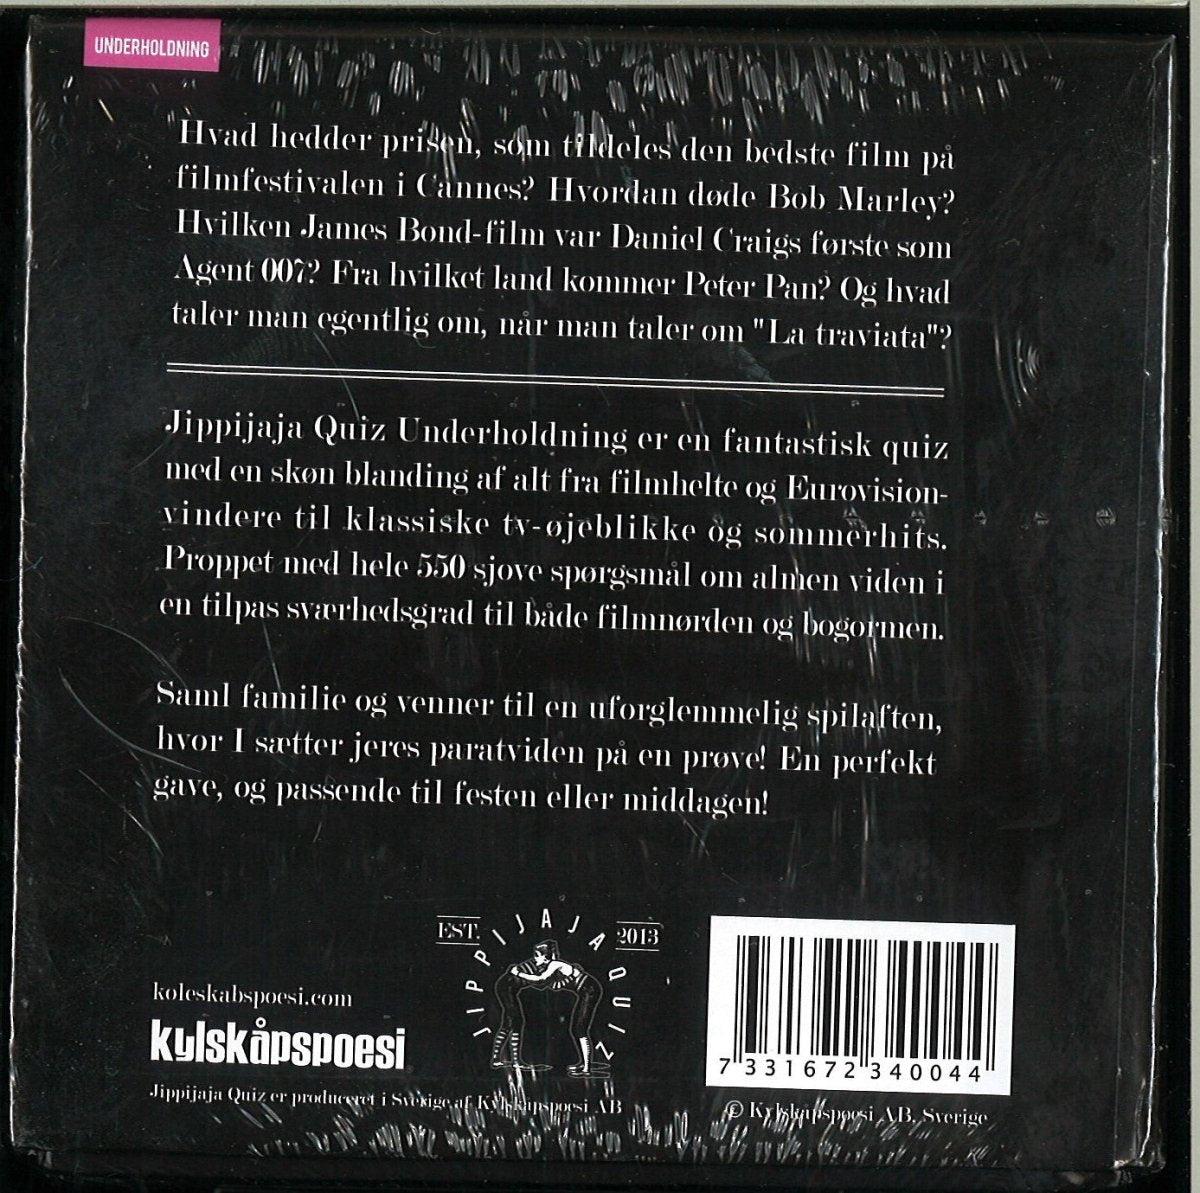 UNDERHOLDNING
Hvad hedder prisen, som tildeles den bedste film på
filmfestivalen i Cannes? Hvordan døde Bob Marley?
Hvilken James Bond-film var Daniel Craigs første som
Agent 007? Fra hvilket land kommer Peter Pan? Og hvad
taler man egentlig om, når man taler om "La traviata"?
Jippijaja Quiz Underholdning er en fantastisk quiz
med en skøn blanding af alt fra filmhelte og Eurovision-
vindere til klassiske tv-øjeblikke og sommerhits.
Proppet med hele 550 sjove spørgsmål om almen viden i
en tilpas sværhedsgrad til både filmnørden og bogormen.
Saml familie og venner til en uforglemmelig spilaften,
hvor I sætter jeres paratviden på en prøve! En perfekt
gave, og passende til festen eller middagen!
EST. 2013
JIPPIJAJA QUIZ
koleskabspoesi.com
kylskåpspoesi
Jippijaja Quiz er produceret i Sverige af Kylskåpspoesi AB
7 331672 340044
© Kylskåpspoesi AB, Sverige